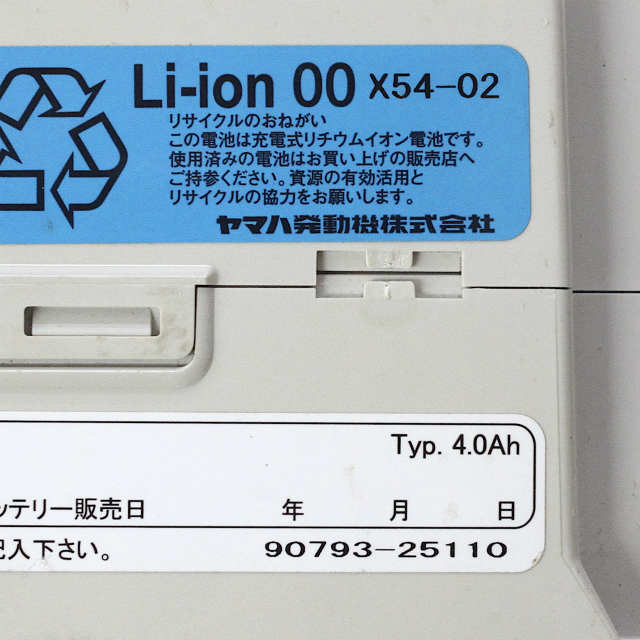 Li-ion 00 X54-02
リサイクルのおねがい
この電池は充電式リチウムイオン電池です。
使用済みの電池はお買い上げの販売店へ
ご持参ください。資源の有効活用と
リサイクルの協力をお願いします。
ヤマハ発動機株式会社
Typ. 4.0Ah
ッテリー販売日 年 月 日
記入下さい。 90793-25110